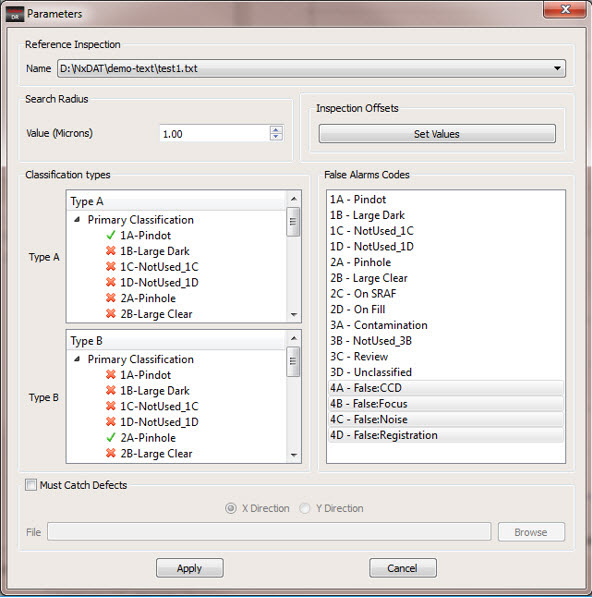 Parameters
Reference Inspection
Name D:\NxDAT\demo-text\test1.txt
Search Radius
Value (Microns) 1.00
Inspection Offsets
Set Values
Classification types
Type A
Type A
Primary Classification
1A-Pindot
1B-Large Dark
1C-NotUsed_1C
1D-NotUsed_1D
2A-Pinhole
2B-Large Clear
Type B
Type B
Primary Classification
1A-Pindot
1B-Large Dark
1C-NotUsed_1C
1D-NotUsed_1D
2A-Pinhole
2B-Large Clear
False Alarms Codes
1A - Pindot
1B - Large Dark
1C - NotUsed_1C
1D - NotUsed_1D
2A - Pinhole
2B - Large Clear
2C - On SRAF
2D - On Fill
3A - Contamination
3B - NotUsed_3B
3C - Review
3D - Unclassified
4A - False:CCD
4B - False:Focus
4C - False:Noise
4D - False:Registration
Must Catch Defects
X Direction Y Direction
File Browse
Apply Cancel